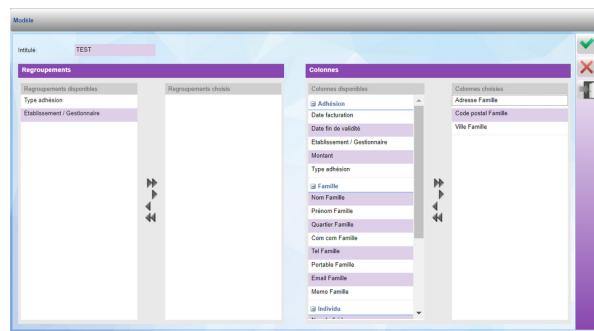 Modèle
Intitulé: TEST
Regroupements
Regroupements disponibles
Type adhésion
Etablissement / Gestionnaire
Regroupements choisis
Colonnes
Colonnes disponibles
Adhésion
Date facturation
Date fin de validité
Etablissement / Gestionnaire
Montant
Type adhésion
Famille
Nom Famille
Prénom Famille
Quartier Famille
Com com Famille
Tel Famille
Portable Famille
Email Famille
Memo Famille
Individu
Colonnes choisies
Adresse Famille
Code postal Famille
Ville Famille